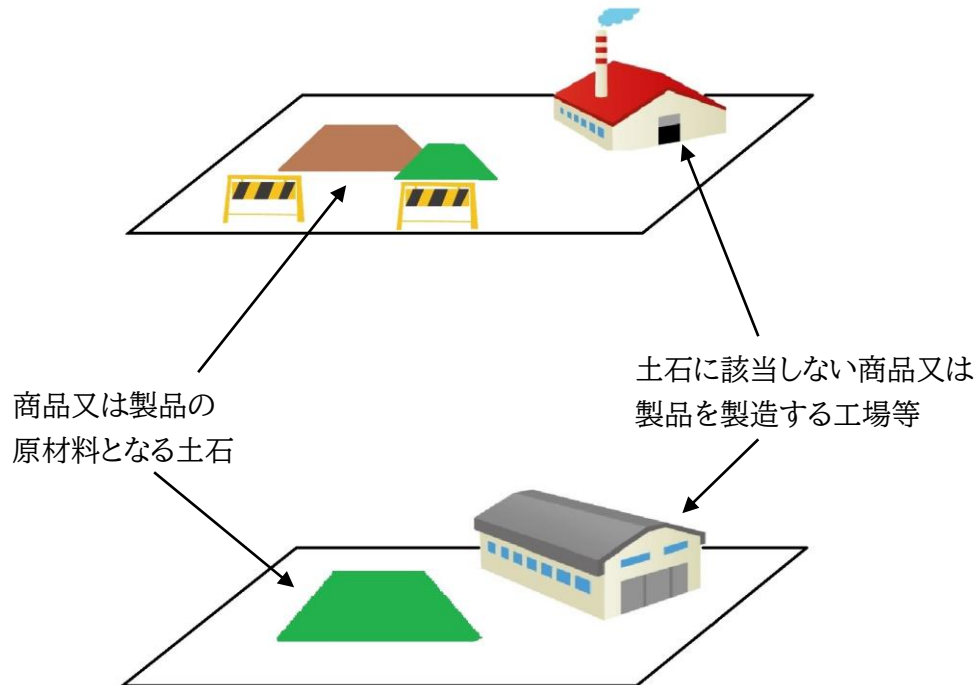 商品又は製品の
原材料となる土石
土石に該当しない商品又は
製品を製造する工場等